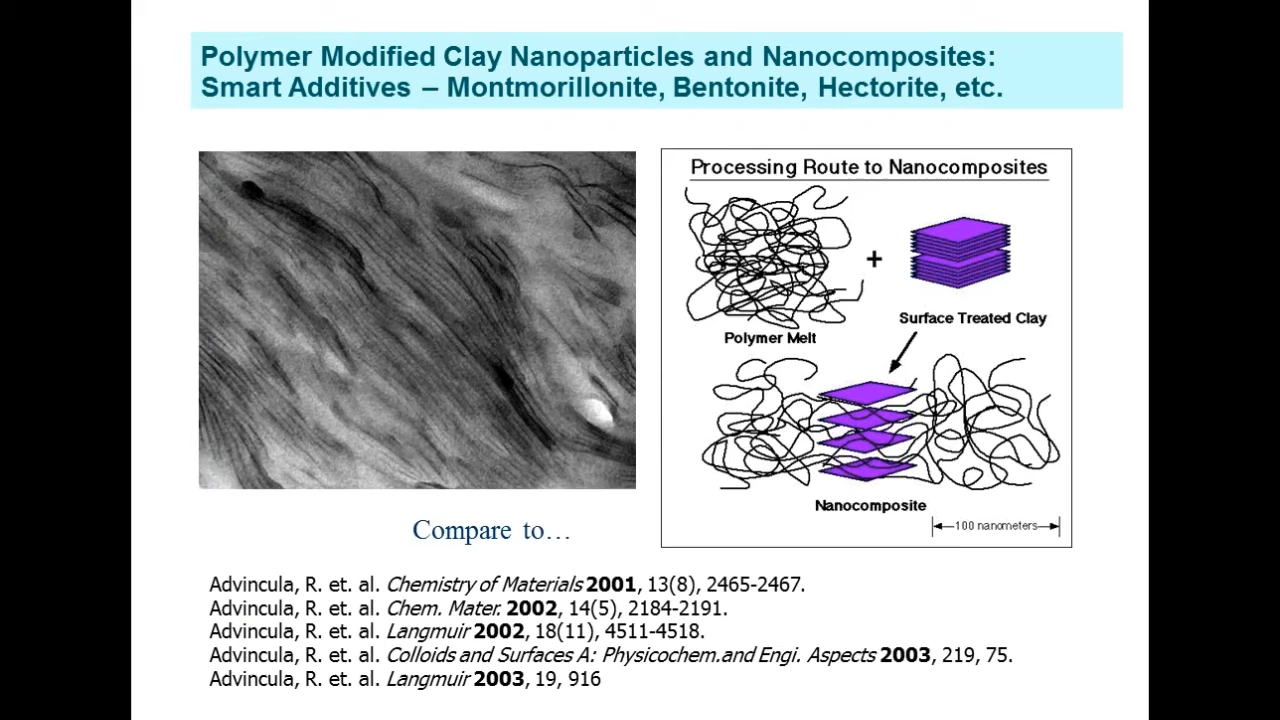 Polymer Modified Clay Nanoparticles and Nanocomposites:
Smart Additives – Montmorillonite, Bentonite, Hectorite, etc.
Processing Route to Nanocomposites
+
Polymer Melt
Surface Treated Clay
Nanocomposite
100 nanometers
Compare to…
Advincula, R. et. al. Chemistry of Materials 2001, 13(8), 2465-2467.
Advincula, R. et. al. Chem. Mater. 2002, 14(5), 2184-2191.
Advincula, R. et. al. Langmuir 2002, 18(11), 4511-4518.
Advincula, R. et. al. Colloids and Surfaces A: Physicochem.and Engi. Aspects 2003, 219, 75.
Advincula, R. et. al. Langmuir 2003, 19, 916